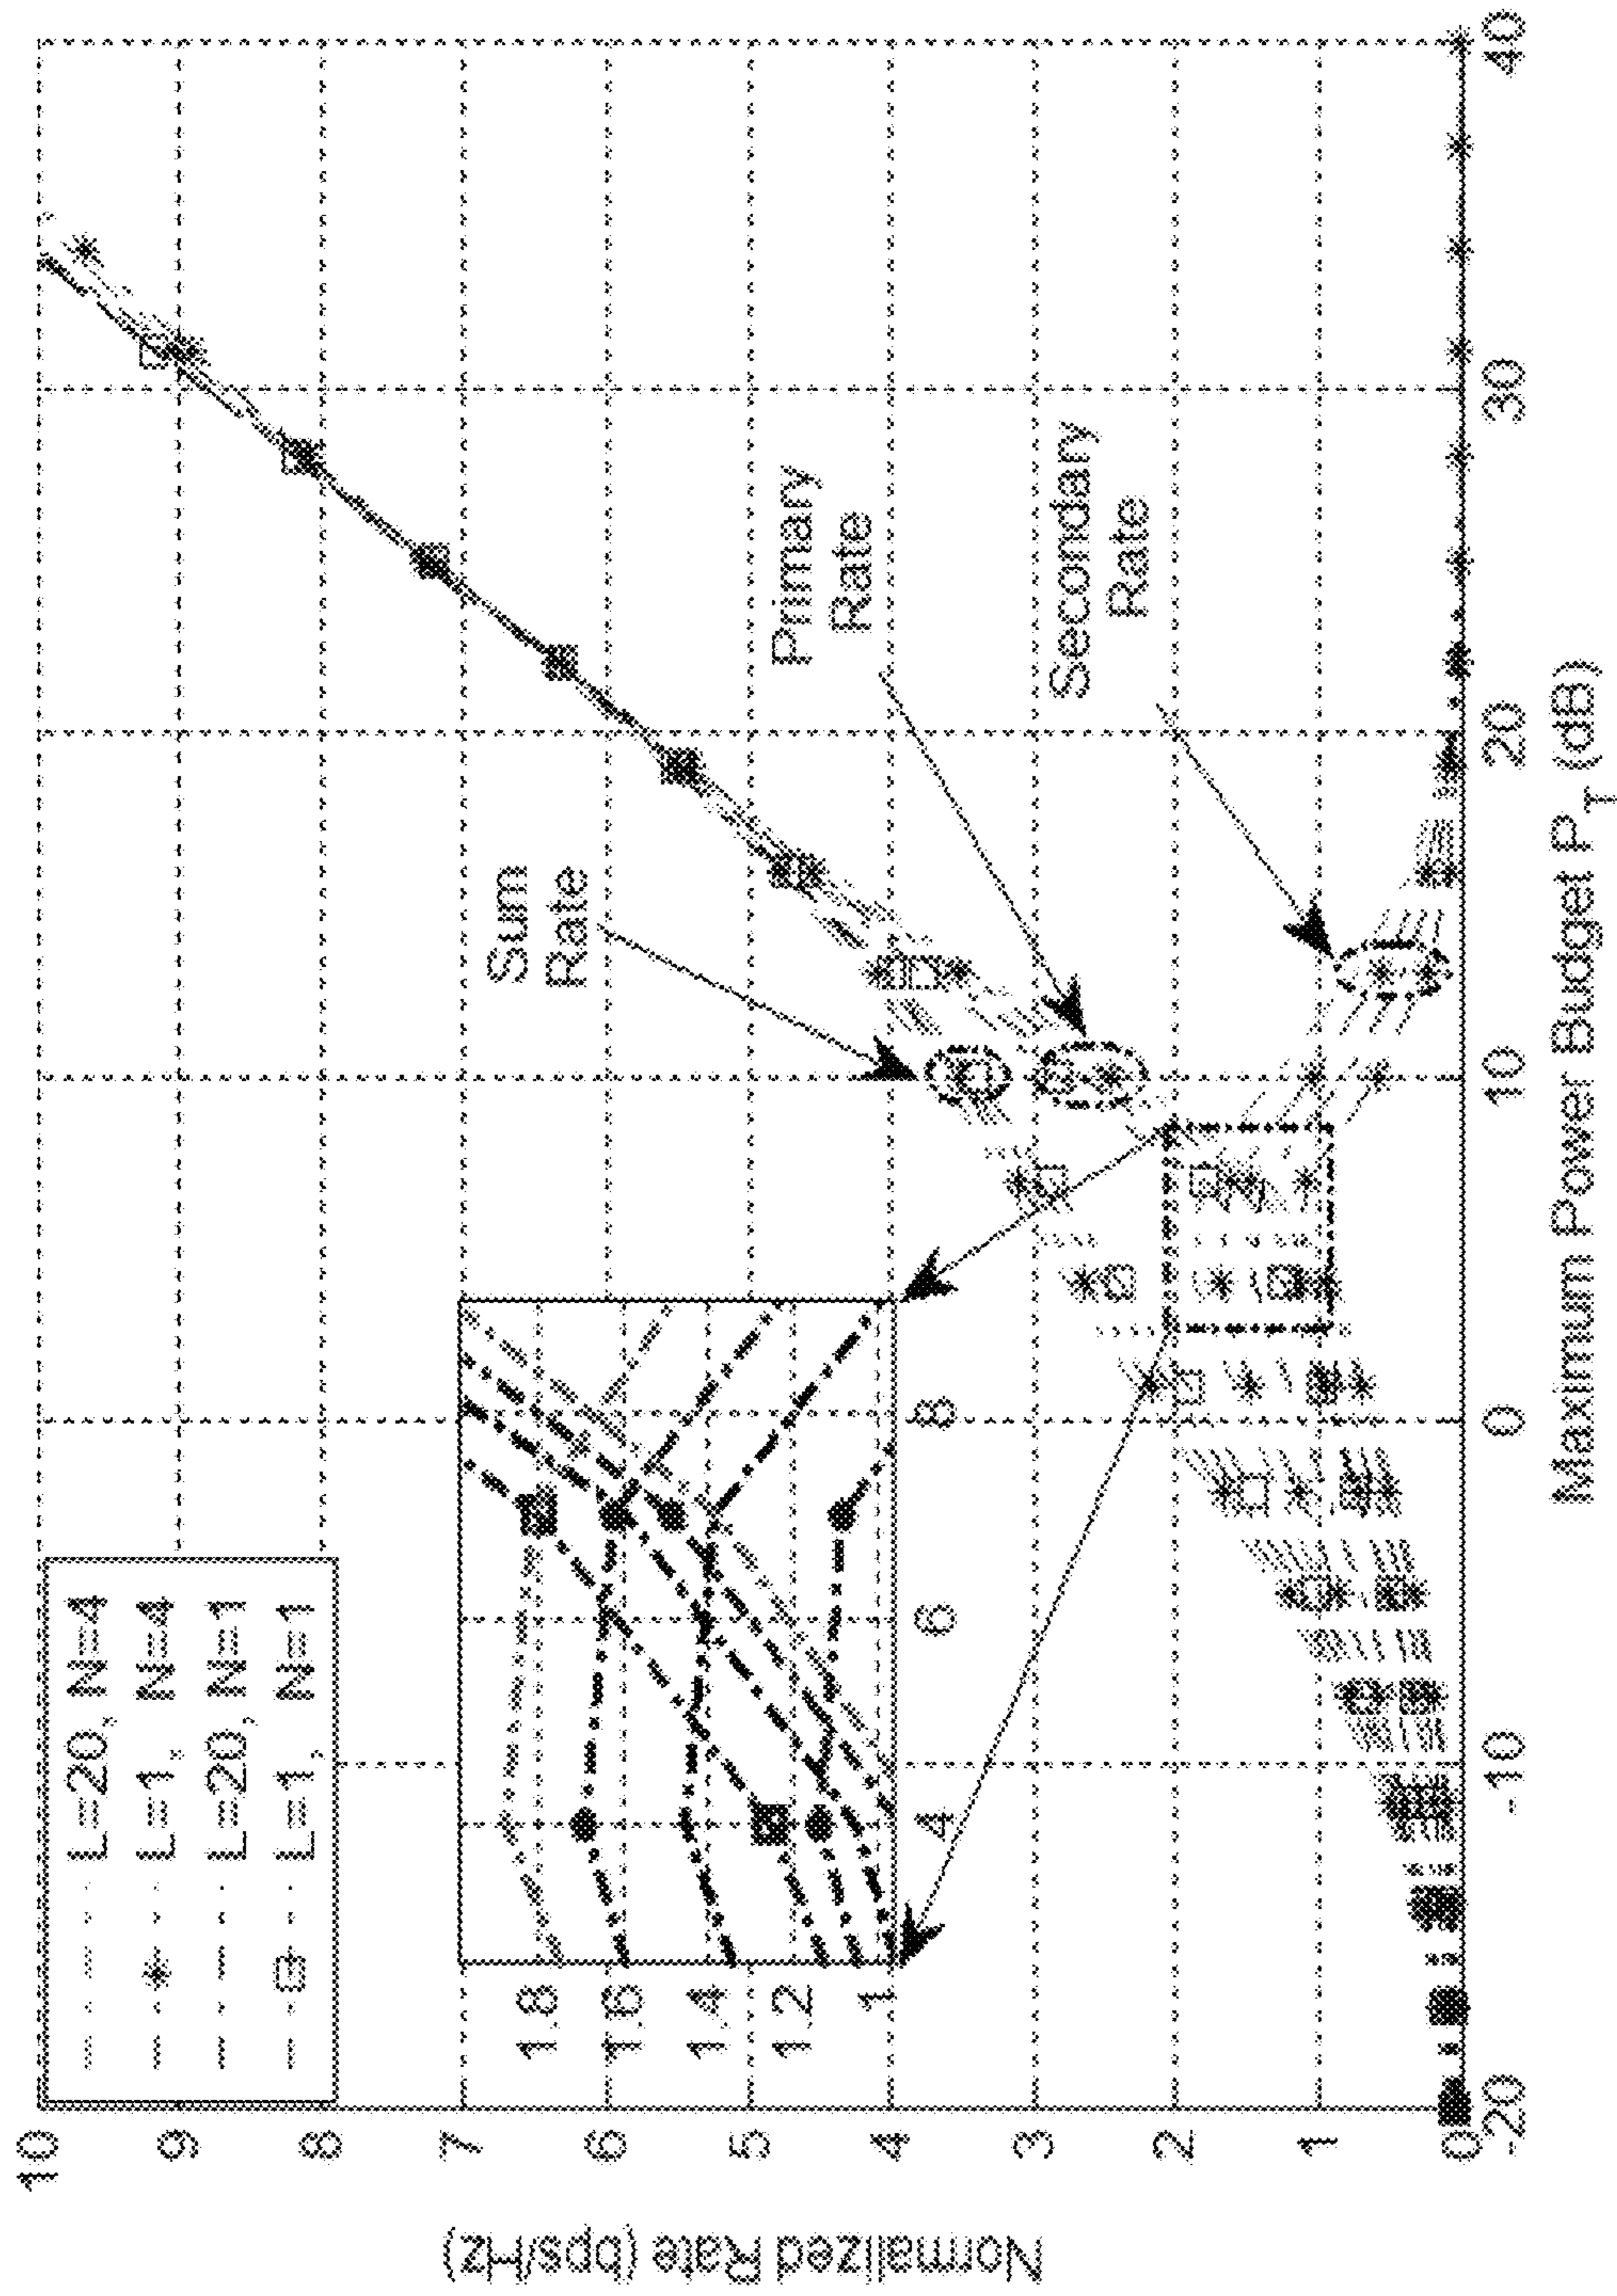 L=20, N=4
L=1, N=4
L=20, N=1
L=1, N=1
10
9
8
7
6
5
4
3
2
1
0
Normalized Rate (bps/Hz)
1.8
1.6
1.4
1.2
1
4
6
8
Sum
Rate
Primary
Rate
Secondary
Rate
-20
-10
0
10
20
30
40
Maximum Power Budget PT (dB)